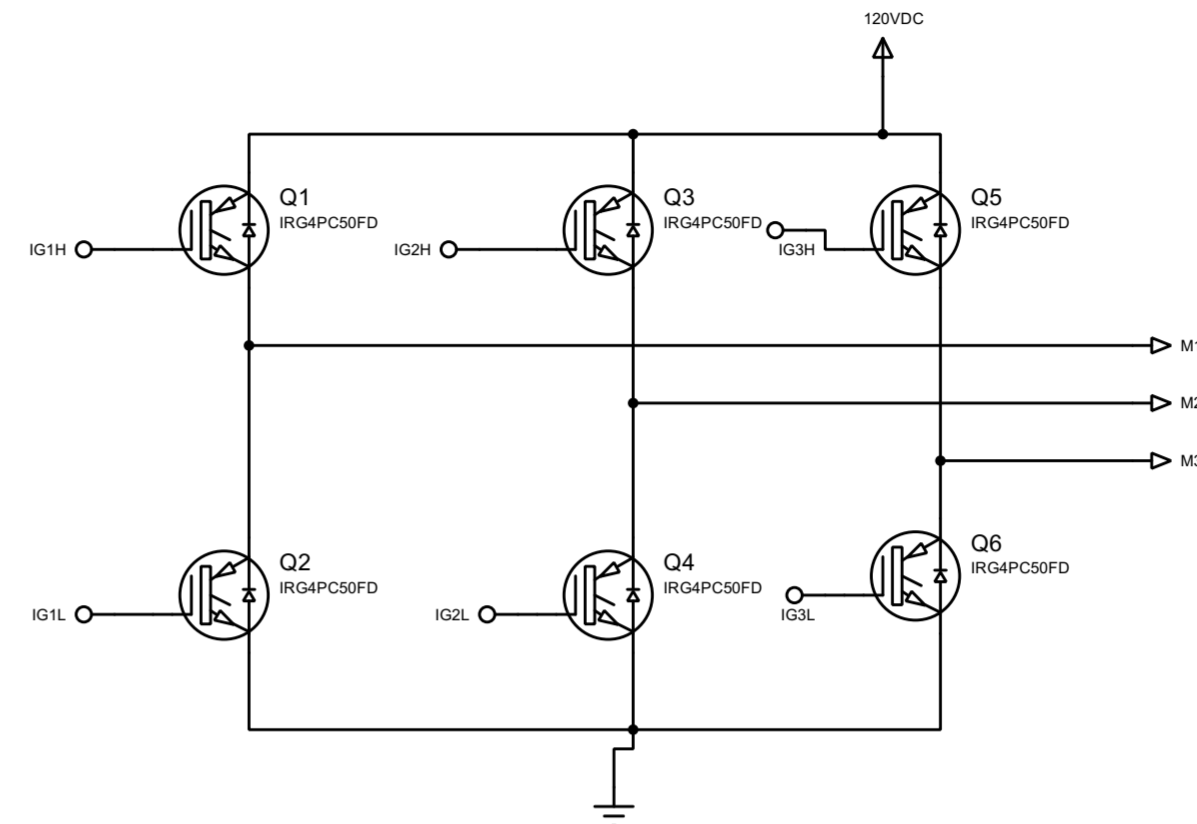 120VDC
Q1
IRG4PC50FD
Q3
IRG4PC50FD
Q5
IRG4PC50FD
IG1H
IG2H
IG3H
M1
M2
M3
Q2
IRG4PC50FD
Q4
IRG4PC50FD
Q6
IRG4PC50FD
IG1L
IG2L
IG3L